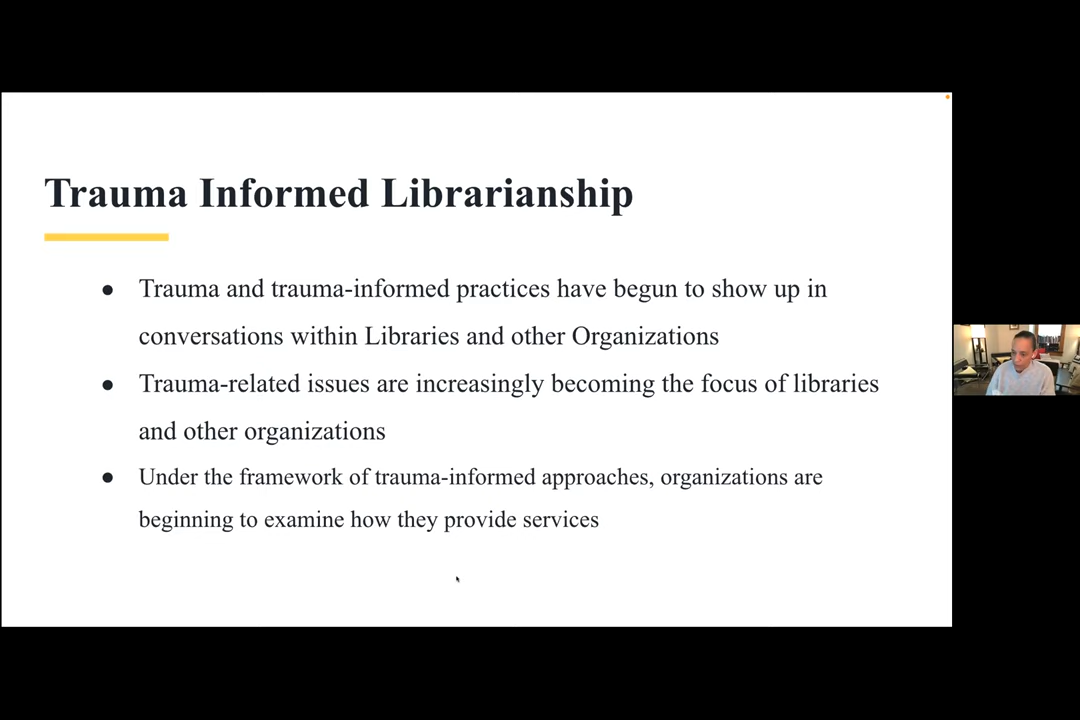 Trauma Informed Librarianship
● Trauma and trauma-informed practices have begun to show up in
conversations within Libraries and other Organizations
● Trauma-related issues are increasingly becoming the focus of libraries
and other organizations
● Under the framework of trauma-informed approaches, organizations are
beginning to examine how they provide services